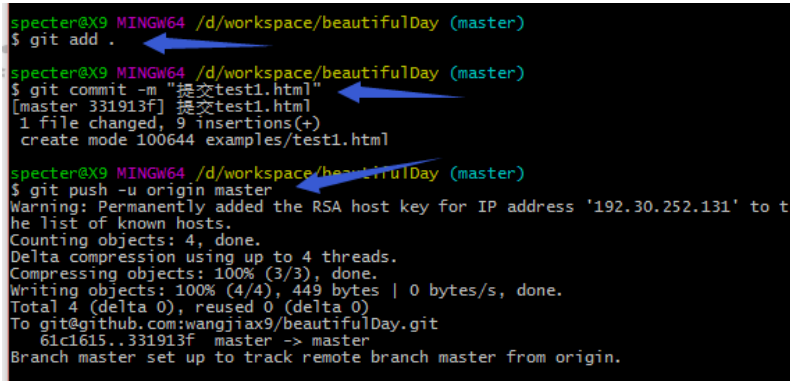 specter@X9 MINGW64 /d/workspace/beautifulDay (master)
$ git add .
specter@X9 MINGW64 /d/workspace/beautifulDay (master)
$ git commit -m "提交test1.html"
[master 331913f] 提交test1.html
1 file changed, 9 insertions(+)
create mode 100644 examples/test1.html
specter@X9 MINGW64 /d/workspace/beautifulDay (master)
$ git push -u origin master
Warning: Permanently added the RSA host key for IP address '192.30.252.131' to t
he list of known hosts.
Counting objects: 4, done.
Delta compression using up to 4 threads.
Compressing objects: 100% (3/3), done.
Writing objects: 100% (4/4), 449 bytes | 0 bytes/s, done.
Total 4 (delta 0), reused 0 (delta 0)
To git@github.com:wangjiax9/beautifulDay.git
61c1615..331913f  master -> master
Branch master set up to track remote branch master from origin.